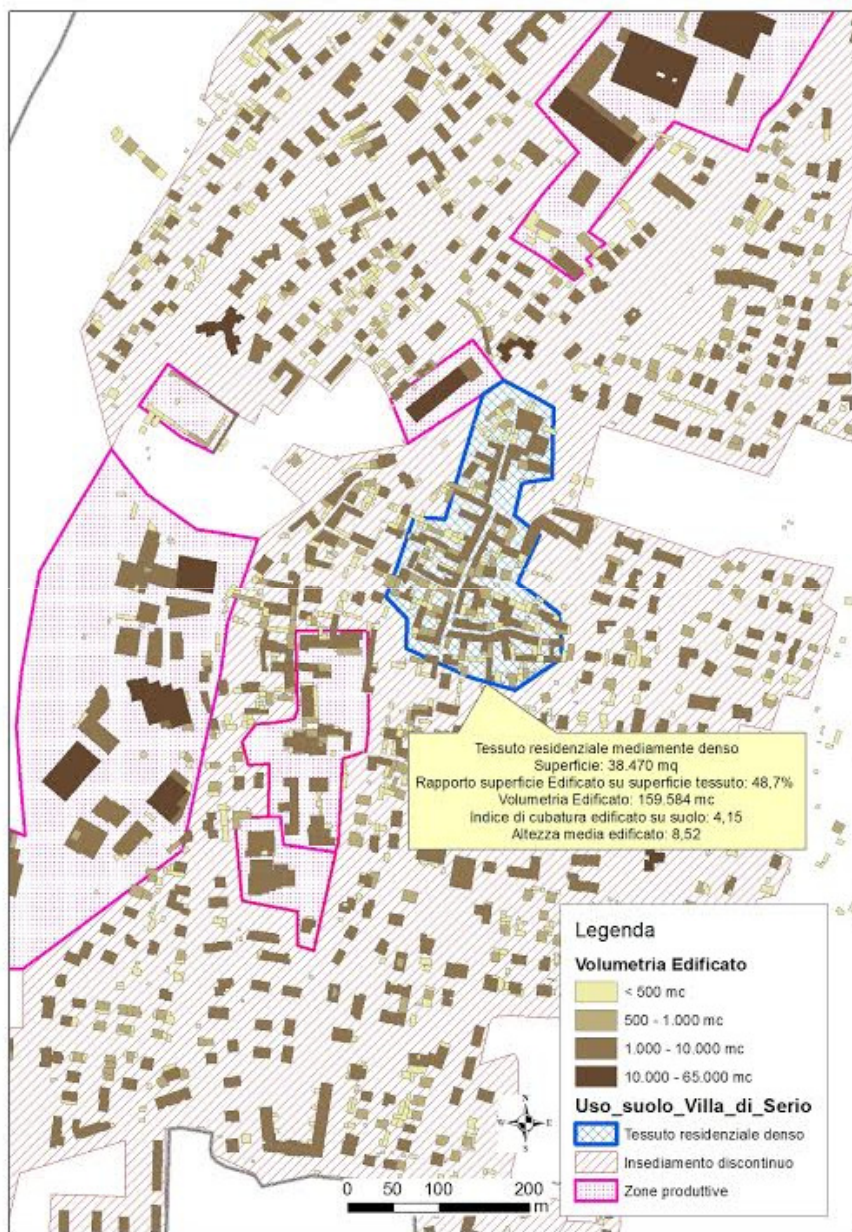 Tessuto residenziale mediamente denso
Superficie: 38.470 mq
Rapporto superficie Edificato su superficie tessuto: 48,7%
Volumetria Edificato: 159.584 mc
Indice di cubatura edificato su suolo: 4,15
Altezza media edificato: 8,52
Legenda
Volumetria Edificato
< 500 mc
500 - 1.000 mc
1.000 - 10.000 mc
10.000 - 65.000 mc
Uso_suolo_Villa_di_Serio
Tessuto residenziale denso
Insediamento discontinuo
Zone produttive
N
W E
S
0 50 100 200
m